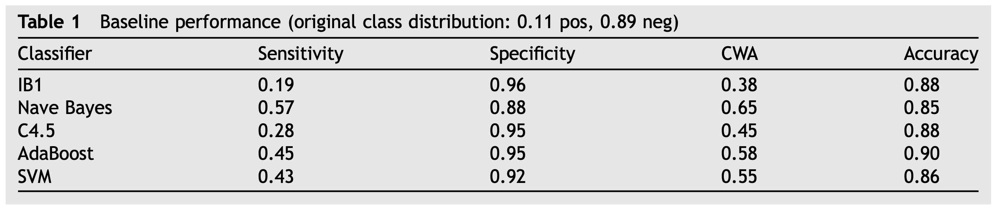 Table 1 Baseline performance (original class distribution: 0.11 pos, 0.89 neg)
Classifier Sensitivity Specificity CWA Accuracy
IB1 0.19 0.96 0.38 0.88
Nave Bayes 0.57 0.88 0.65 0.85
C4.5 0.28 0.95 0.45 0.88
AdaBoost 0.45 0.95 0.58 0.90
SVM 0.43 0.92 0.55 0.86